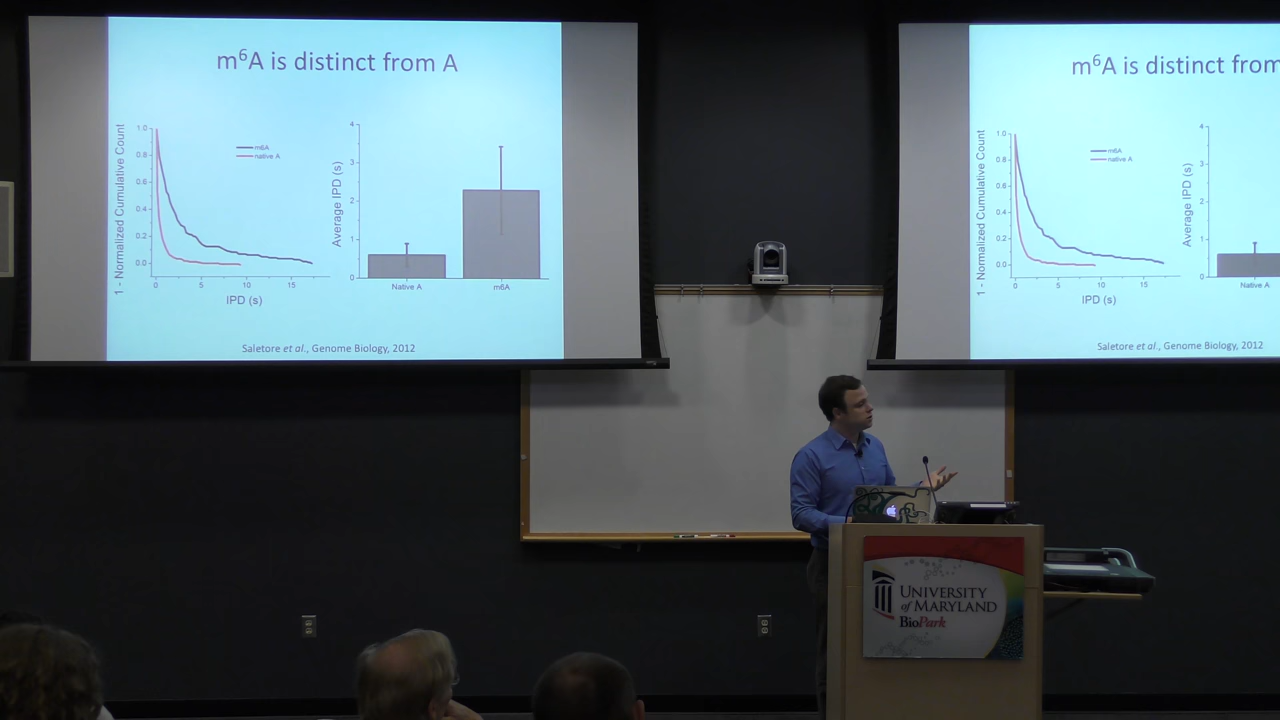 m⁶A is distinct from A
1 - Normalized Cumulative Count
1.0
0.8
0.6
0.4
0.2
0.0
0
5
10
15
IPD (s)
m6A
native A
Average IPD (s)
4
3
2
1
0
Native A
m6A
Saletore et al., Genome Biology, 2012
m⁶A is distinct from
1 - Normalized Cumulative Count
1.0
0.8
0.6
0.4
0.2
0.0
0
5
10
15
IPD (s)
m6A
native A
Average IPD (s)
4
3
2
1
0
Native A
Saletore et al., Genome Biology, 2012
UNIVERSITY
of MARYLAND
BioPark